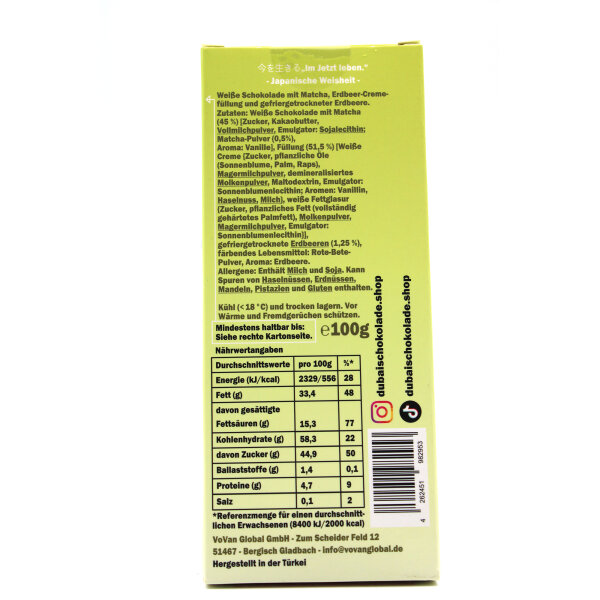 今を生きる „Im Jetzt leben."
- Japanische Weisheit -
Weiße Schokolade mit Matcha, Erdbeer-Creme-
füllung und gefriergetrockneter Erdbeere.
Zutaten: Weiße Schokolade mit Matcha
(45 %) [Zucker, Kakaobutter,
Vollmilchpulver, Emulgator: Sojalecithin;
Matcha-Pulver (0,5%),
Aroma: Vanille], Füllung (51,5 %) [Weiße
Creme [Zucker, pflanzliche Öle
(Sonnenblume, Palm, Raps),
Magermilchpulver, demineralisiertes
Molkenpulver, Maltodextrin, Emulgator:
Sonnenblumenlecithin; Aromen: Vanillin,
Haselnuss, Milch], weiße Fettglasur
(Zucker, pflanzliches Fett (vollständig
gehärtetes Palmfett), Molkenpulver,
Magermilchpulver, Emulgator:
Sonnenblumenlecithin)],
gefriergetrocknete Erdbeeren (1,25 %),
färbendes Lebensmittel: Rote-Bete-
Pulver, Aroma: Erdbeere.
Allergene: Enthält Milch und Soja. Kann
Spuren von Haselnüssen, Erdnüssen,
Mandeln, Pistazien und Gluten enthalten.
Kühl (< 18 °C) und trocken lagern. Vor
Wärme und Fremdgerüchen schützen.
Mindestens haltbar bis:
Siehe rechte Kartonseite.
℮100g
Nährwertangaben
Durchschnittswerte pro 100g %*
Energie (kJ/kcal) 2329/556 28
Fett (g) 33,4 48
davon gesättigte
Fettsäuren (g) 15,3 77
Kohlenhydrate (g) 58,3 22
davon Zucker (g) 44,9 50
Ballaststoffe (g) 1,4 0,1
Proteine (g) 4,7 9
Salz 0,1 2
*Referenzmenge für einen durchschnitt-
lichen Erwachsenen (8400 kJ/2000 kcal)
VoVan Global GmbH - Zum Scheider Feld 12
51467 - Bergisch Gladbach - info@vovanglobal.de
Hergestellt in der Türkei
dubaischokolade.shop
dubaischokolade.shop
4 262451 982953